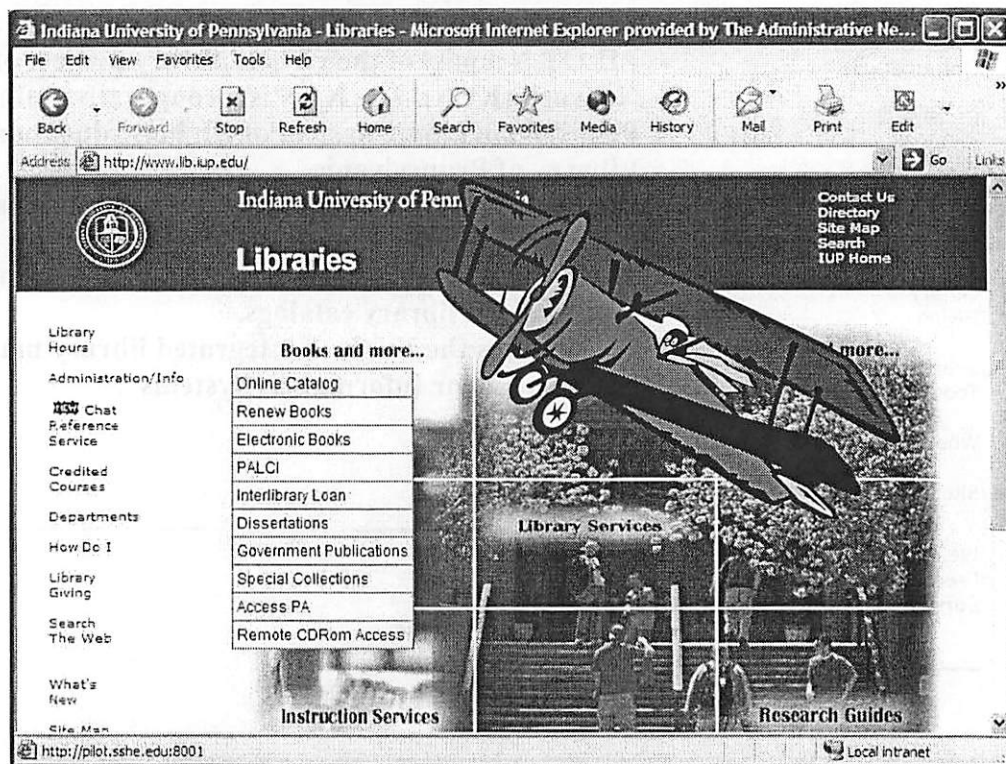 Indiana University of Pennsylvania - Libraries - Microsoft Internet Explorer provided by The Administrative Ne...
File Edit View Favorites Tools Help
Back Forward Stop Refresh Home Search Favorites Media History Mail Print Edit
Address http://www.lib.iup.edu/ Go Links
Indiana University of Penn
Libraries
Contact Us
Directory
Site Map
Search
IUP Home
Library
Hours
Administration/Info
Chat
Reference
Service
Credited
Courses
Departments
How Do I
Library
Giving
Search
The Web
What's
New
Site Map
Books and more...
Online Catalog
Renew Books
Electronic Books
PALCI
Interlibrary Loan
Dissertations
Government Publications
Special Collections
Access PA
Remote CDRom Access
more...
Library Services
Instruction Services
Research Guides
http://pilot.sshe.edu:8001
Local intranet